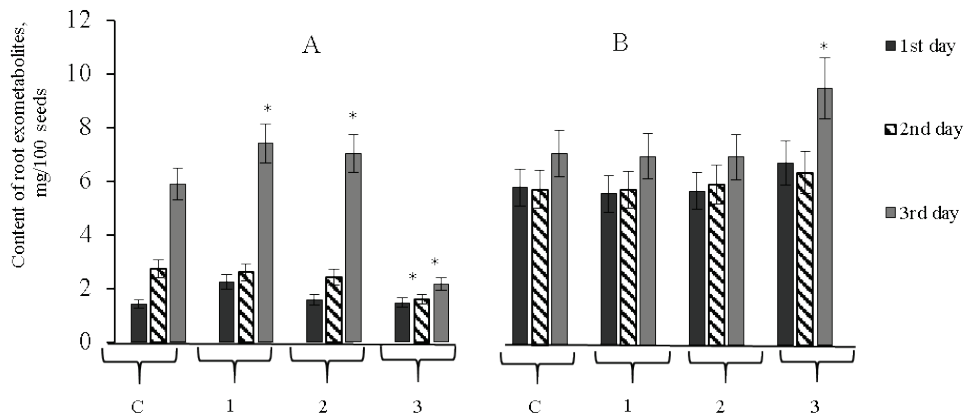 Content of root exometabolites,
mg/100 seeds
12
10
8
6
4
2
0
A
B
*
*
*
*
*
C
1
2
3
C
1
2
3
1st day
2nd day
3rd day